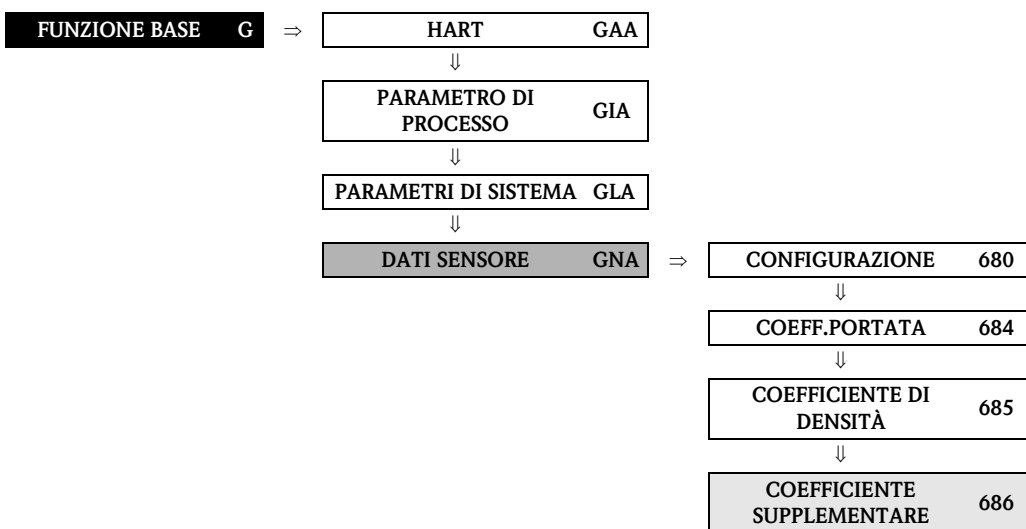 FUNZIONE BASE G ⇒ HART GAA
⇓
PARAMETRO DI
PROCESSO GIA
⇓
PARAMETRI DI SISTEMA GLA
⇓
DATI SENSORE GNA ⇒ CONFIGURAZIONE 680
⇓
COEFF.PORTATA 684
⇓
COEFFICIENTE DI
DENSITÀ 685
⇓
COEFFICIENTE
SUPPLEMENTARE 686